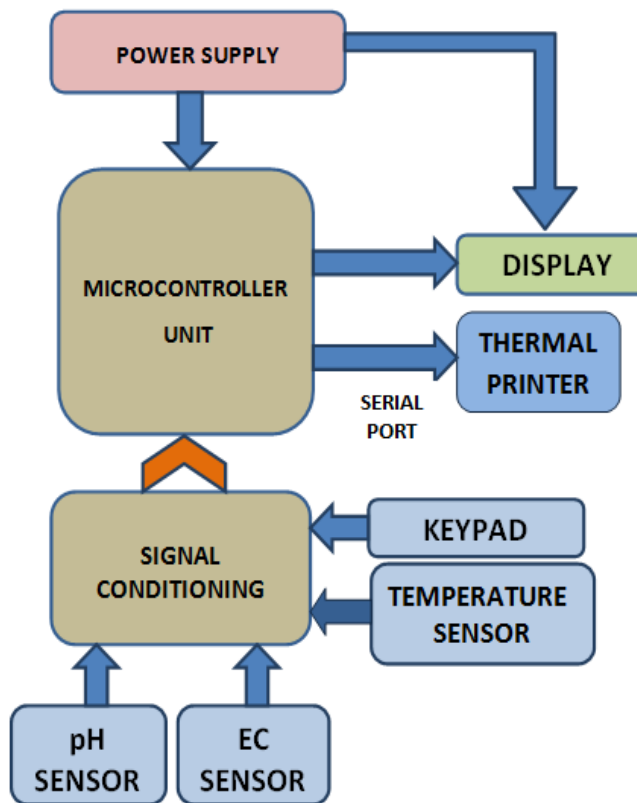 POWER SUPPLY
MICROCONTROLLER
UNIT
DISPLAY
THERMAL
PRINTER
SERIAL
PORT
SIGNAL
CONDITIONING
KEYPAD
TEMPERATURE
SENSOR
pH
SENSOR
EC
SENSOR